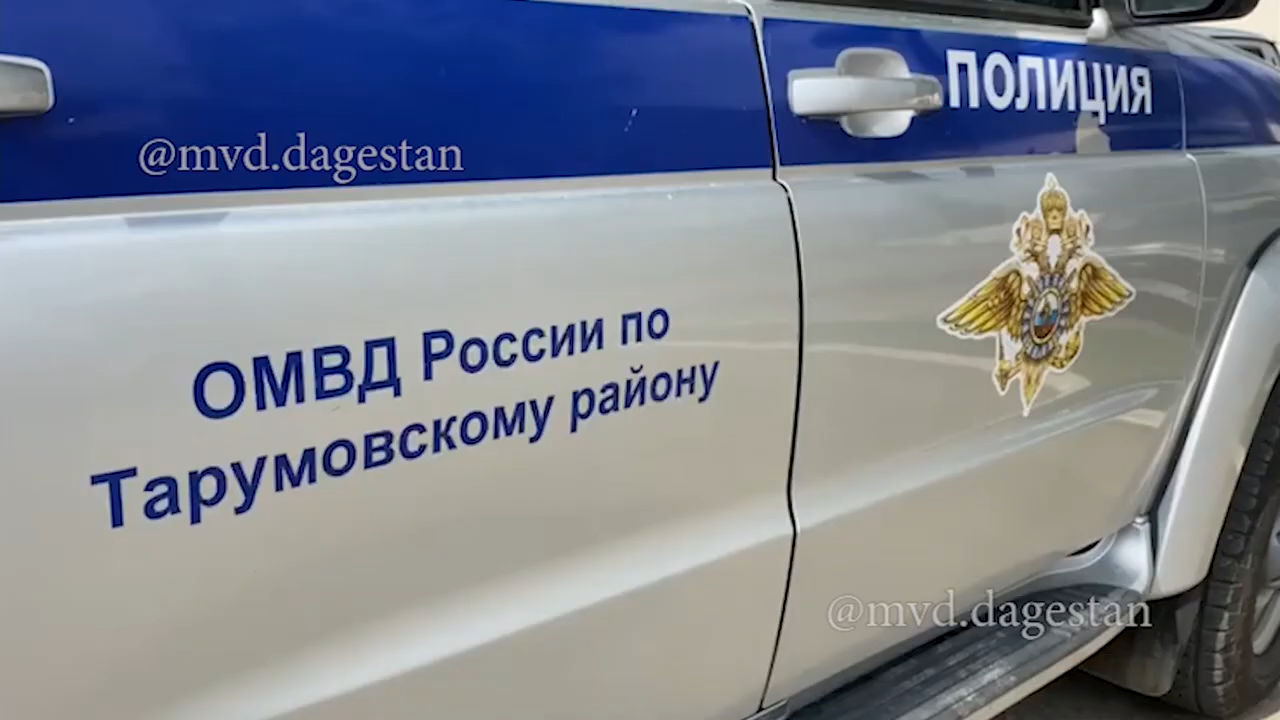 ПОЛИЦИЯ
@mvd.dagestan
ОМВД России по
Тарумовскому району
@mvd.dagestan